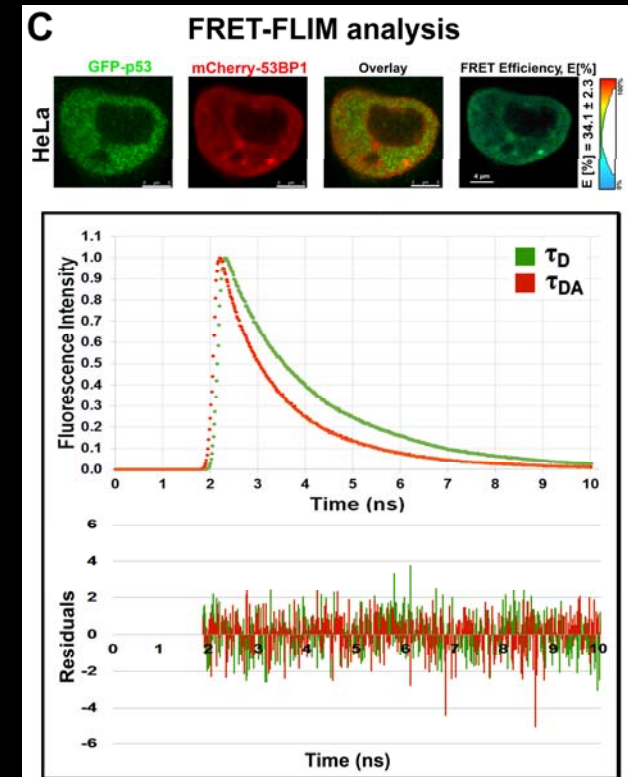 C FRET-FLIM analysis
GFP-p53 mCherry-53BP1 Overlay FRET Efficiency, E[%]
HeLa
4 µm
E [%] = 34.1 ± 2.3
100%
0%
1.1
1.0
0.9
0.8
0.7
0.6
0.5
0.4
0.3
0.2
0.1
0.0
Fluorescence Intensity
τD
τDA
0 1 2 3 4 5 6 7 8 9 10
Time (ns)
6
4
2
0
-2
-4
-6
Residuals
0 1 2 3 4 5 6 7 8 9 10
Time (ns)